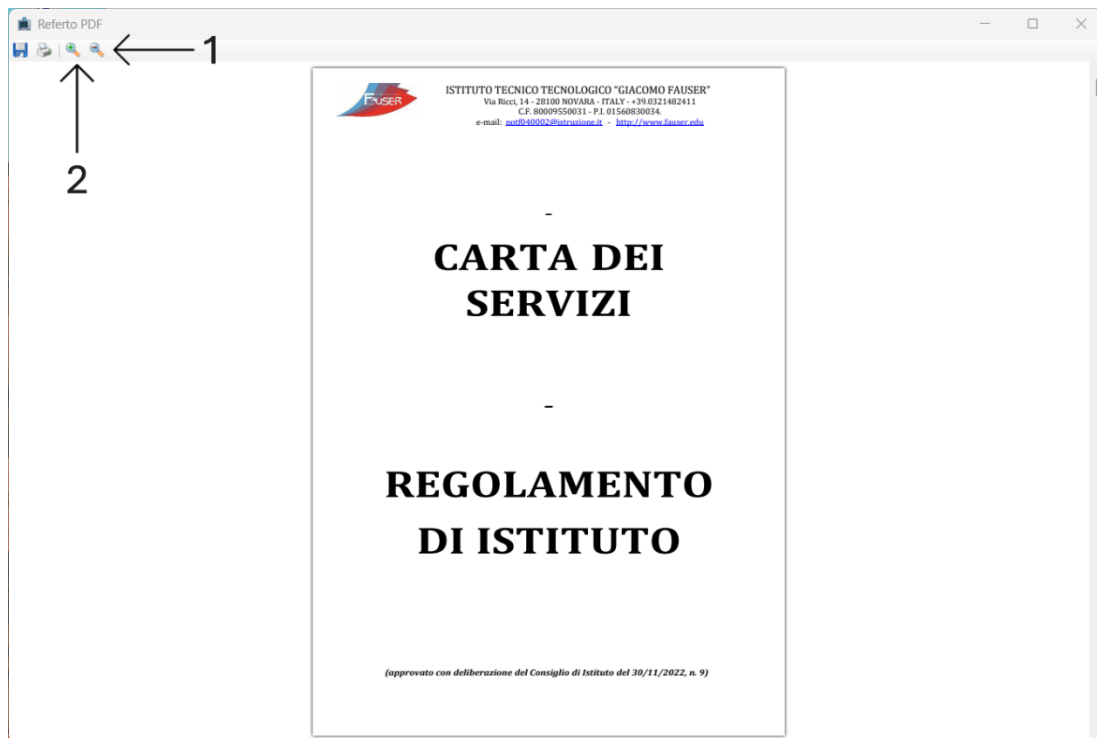 Referto PDF
1
2
FAUSER
ISTITUTO TECNICO TECNOLOGICO “GIACOMO FAUSER”
Via Ricci, 14 - 28100 NOVARA - ITALY - +39.0321482411
C.F. 80009550031 - P.I. 01560830034.
e-mail: notf040002@istruzione.it - http://www.fauser.edu
-
CARTA DEI
SERVIZI
-
REGOLAMENTO
DI ISTITUTO
(approvato con deliberazione del Consiglio di Istituto del 30/11/2022, n. 9)